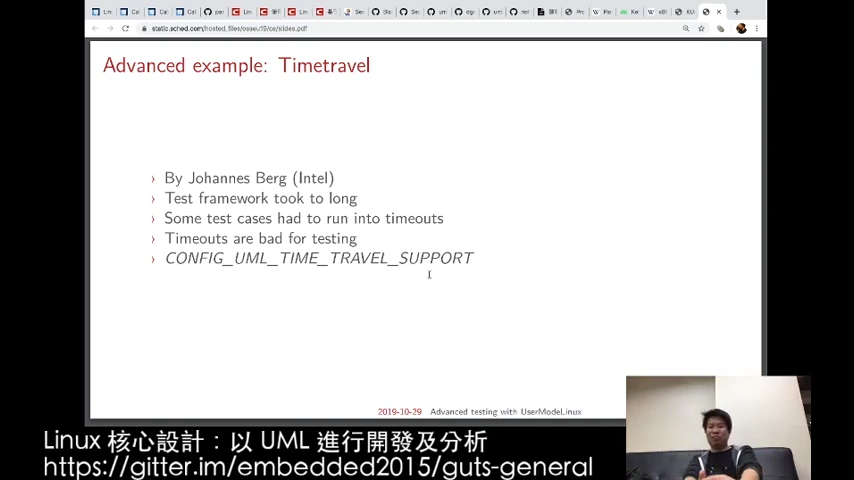 static.sched.com/hosted_files/osseu19/ce/slides.pdf
Advanced example: Timetravel
› By Johannes Berg (Intel)
› Test framework took to long
› Some test cases had to run into timeouts
› Timeouts are bad for testing
› CONFIG_UML_TIME_TRAVEL_SUPPORT
2019-10-29 Advanced testing with UserModeLinux
Linux 核心設計：以 UML 進行開發及分析
https://gitter.im/embedded2015/guts-general